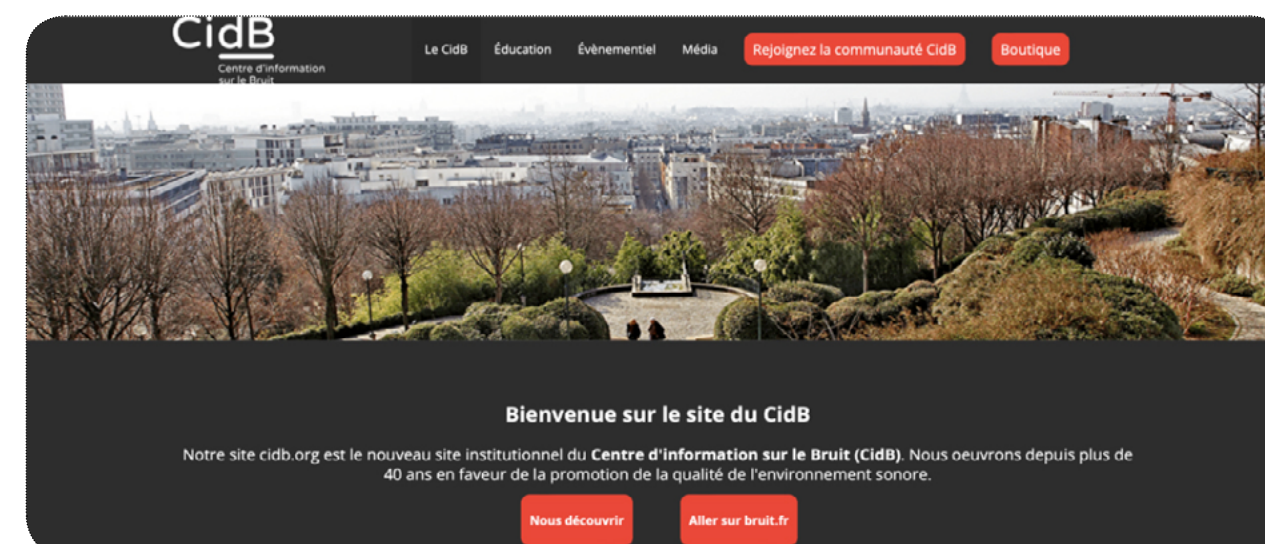 CidB
Centre d'information
sur le Bruit
Le CidB
Éducation
Évènementiel
Média
Rejoignez la communauté CidB
Boutique
Bienvenue sur le site du CidB
Notre site cidb.org est le nouveau site institutionnel du Centre d'information sur le Bruit (CidB). Nous oeuvrons depuis plus de
40 ans en faveur de la promotion de la qualité de l'environnement sonore.
Nous découvrir
Aller sur bruit.fr